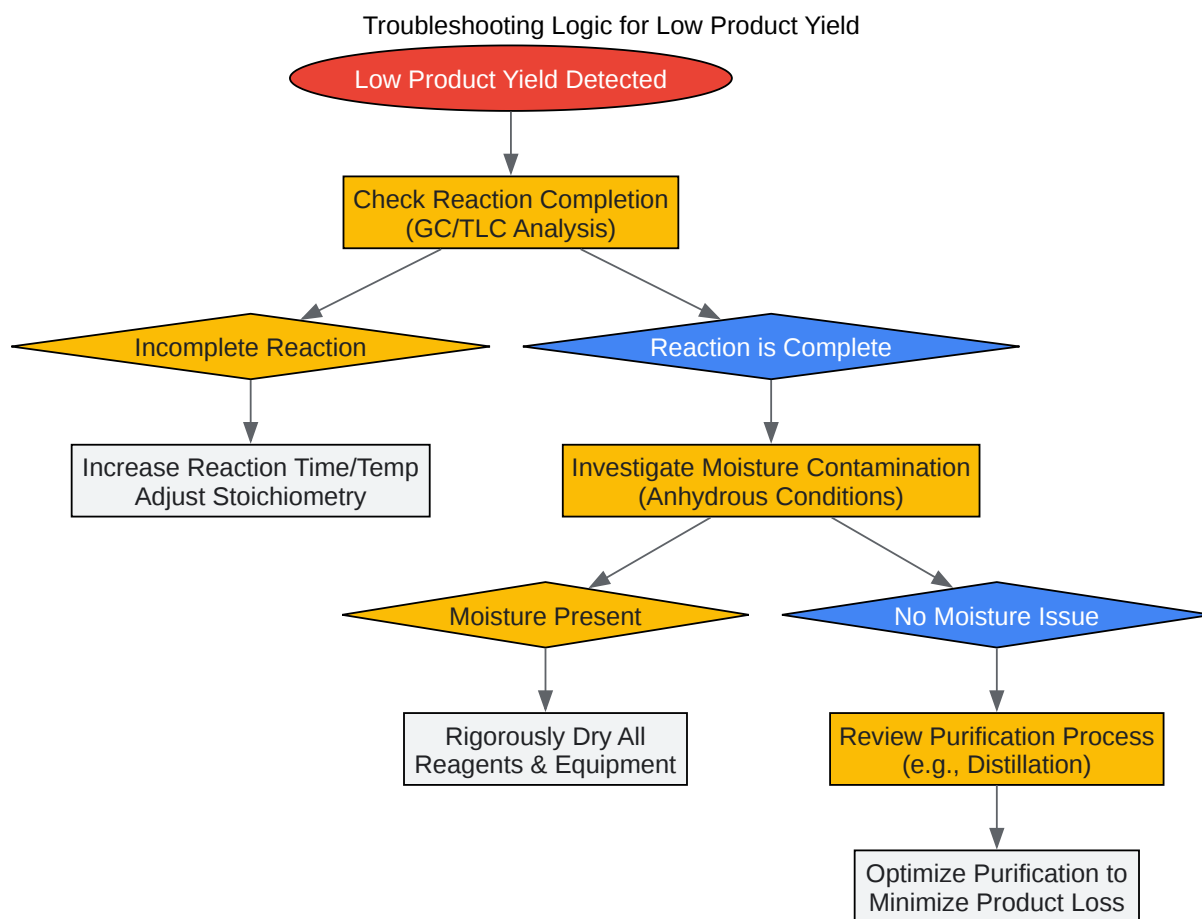 Troubleshooting Logic for Low Product Yield
Low Product Yield Detected
Check Reaction Completion
(GC/TLC Analysis)
Incomplete Reaction
Reaction is Complete
Increase Reaction Time/Temp
Adjust Stoichiometry
Investigate Moisture Contamination
(Anhydrous Conditions)
Moisture Present
No Moisture Issue
Rigorously Dry All
Reagents & Equipment
Review Purification Process
(e.g., Distillation)
Optimize Purification to
Minimize Product Loss